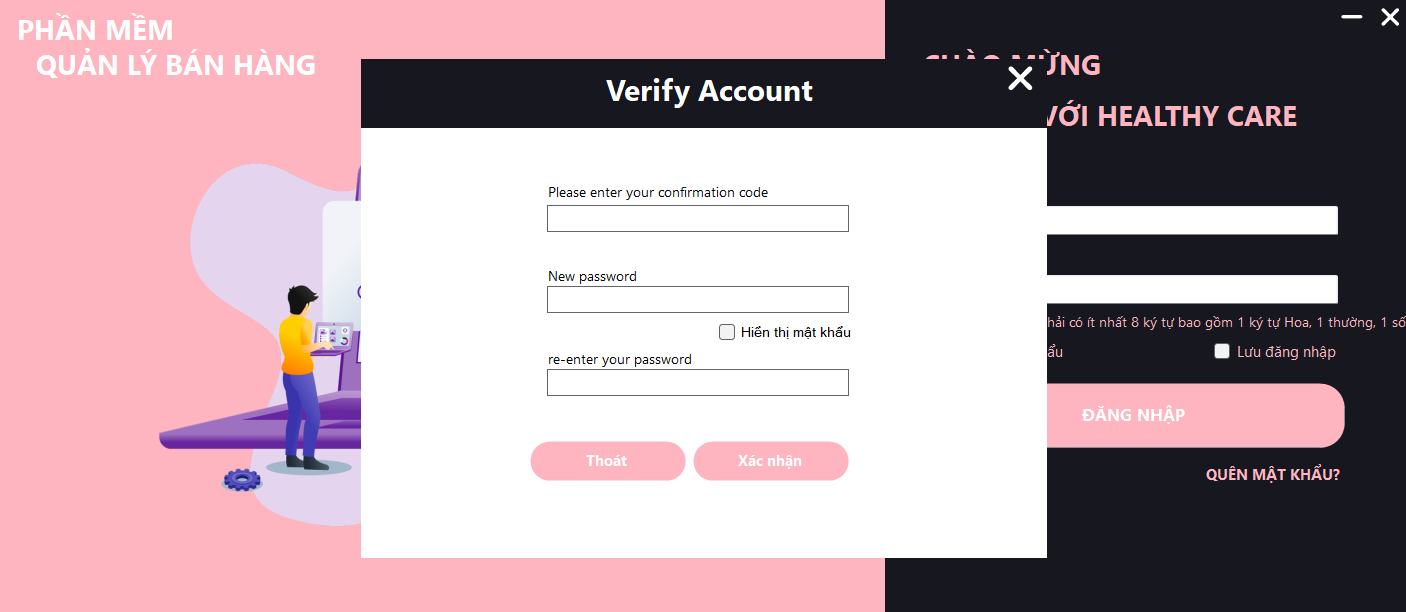 PHẦN MỀM
QUẢN LÝ BÁN HÀNG
VỚI HEALTHY CARE
Verify Account
Please enter your confirmation code
New password
Hiển thị mật khẩu
re-enter your password
Thoát
Xác nhận
có ít nhất 8 ký tự bao gồm 1 ký tự Hoa, 1 thường, 1 số
Lưu đăng nhập
ĐĂNG NHẬP
QUÊN MẬT KHẨU?